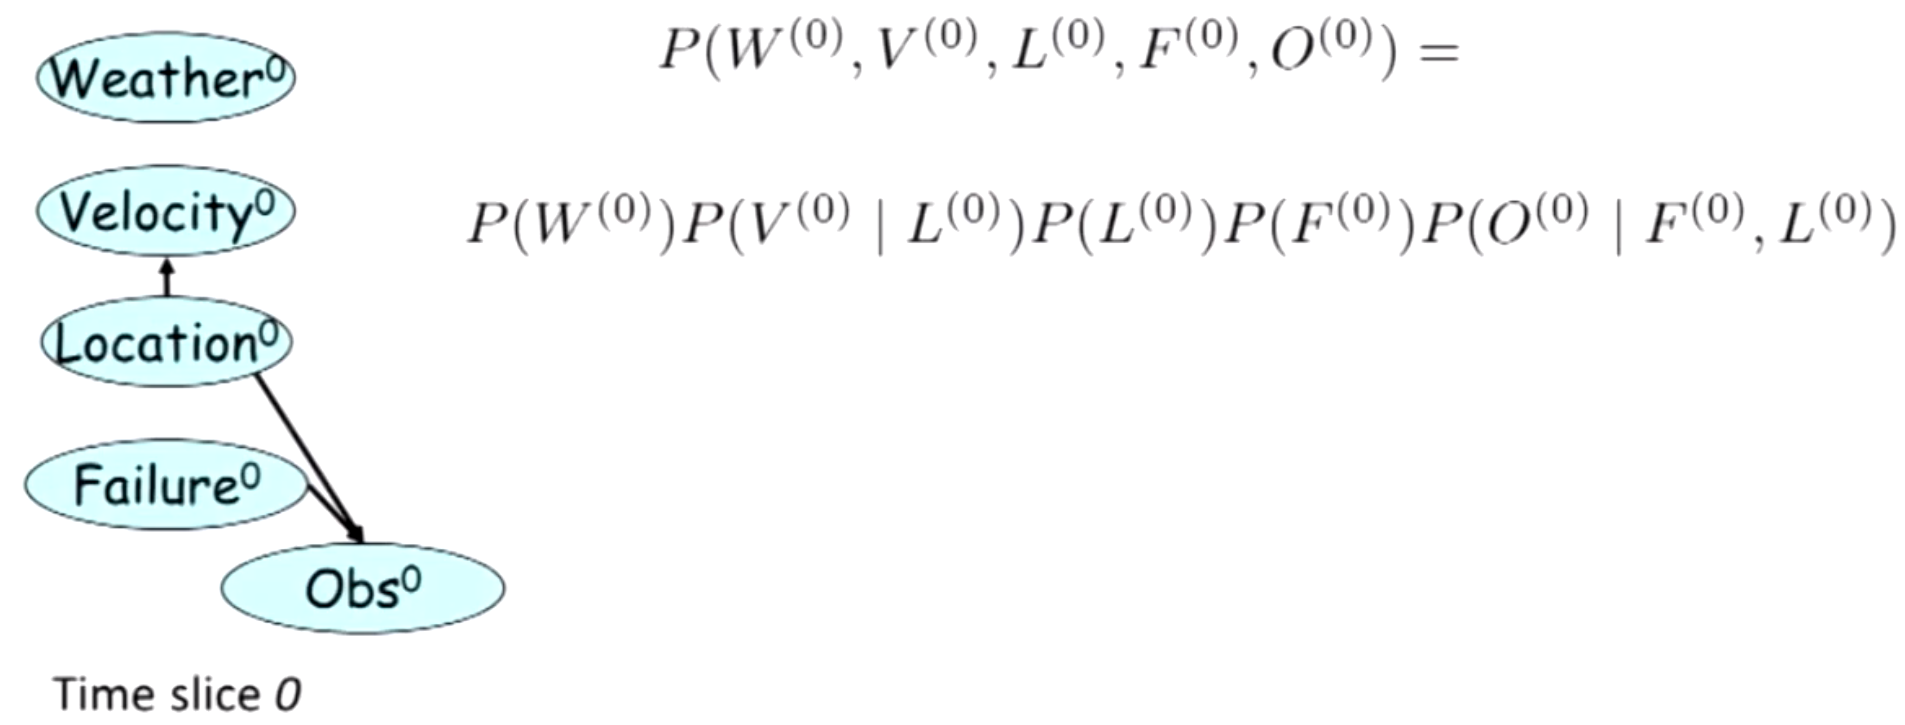 Weather⁰
P(W⁽⁰⁾, V⁽⁰⁾, L⁽⁰⁾, F⁽⁰⁾, O⁽⁰⁾) =
Velocity⁰
P(W⁽⁰⁾)P(V⁽⁰⁾ | L⁽⁰⁾)P(L⁽⁰⁾)P(F⁽⁰⁾)P(O⁽⁰⁾ | F⁽⁰⁾, L⁽⁰⁾)
Location⁰
Failure⁰
Obs⁰
Time slice 0